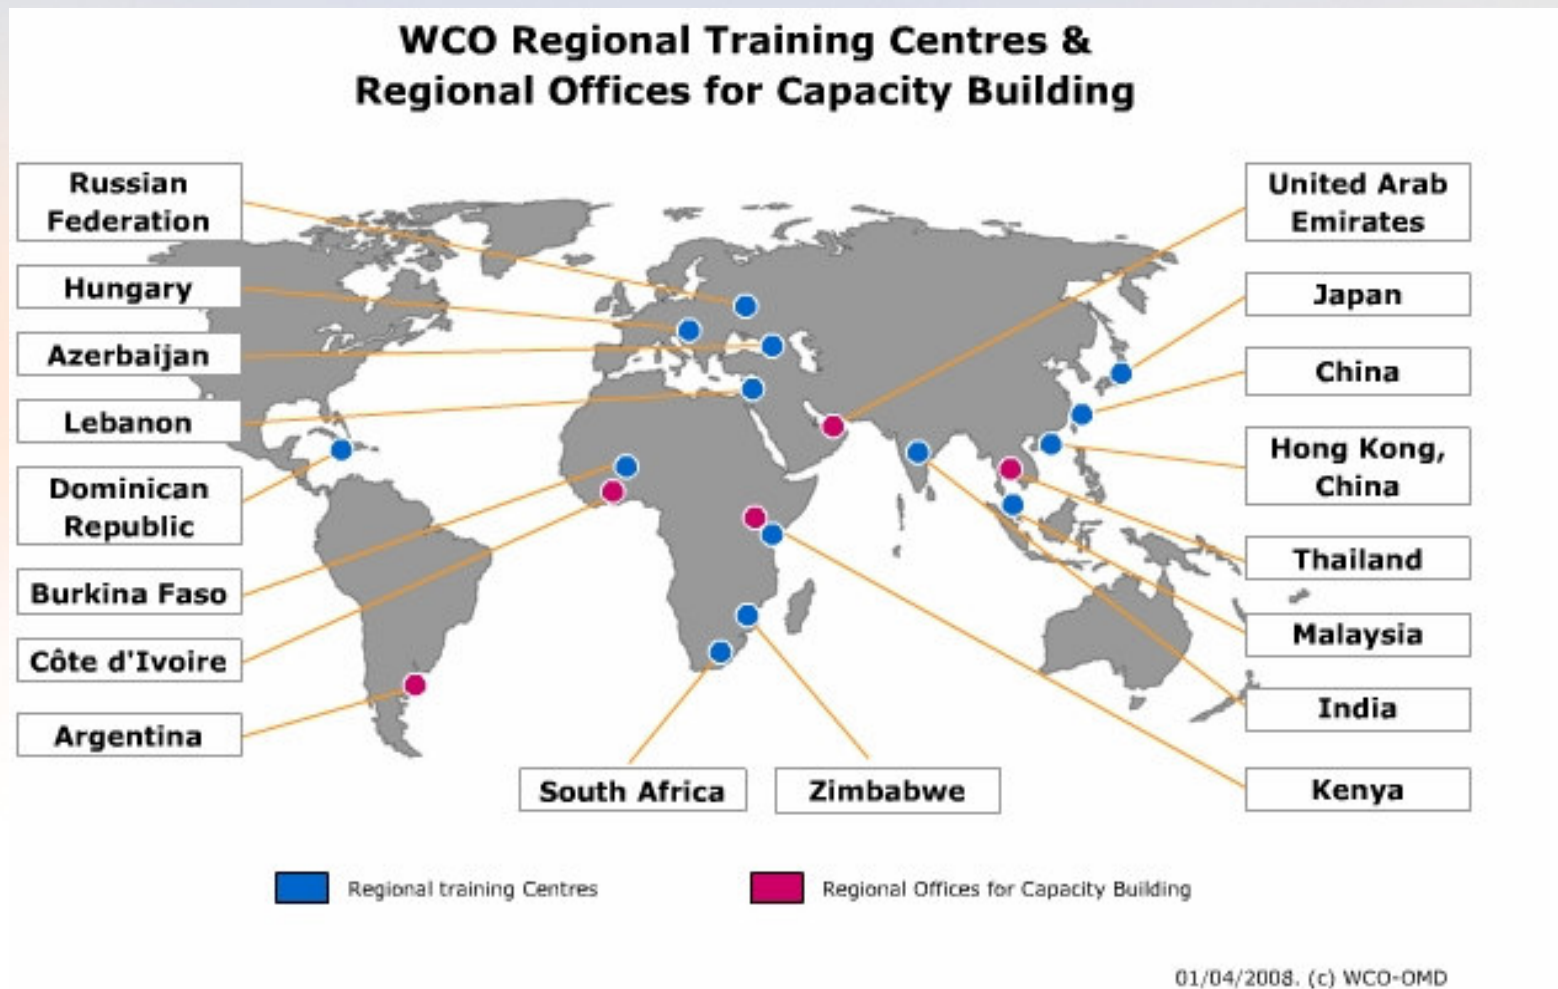 WCO Regional Training Centres &
Regional Offices for Capacity Building
Russian
Federation
Hungary
Azerbaijan
Lebanon
Dominican
Republic
Burkina Faso
Côte d'Ivoire
Argentina
South Africa
Zimbabwe
United Arab
Emirates
Japan
China
Hong Kong,
China
Thailand
Malaysia
India
Kenya
Regional training Centres
Regional Offices for Capacity Building
01/04/2008. (c) WCO-OMD